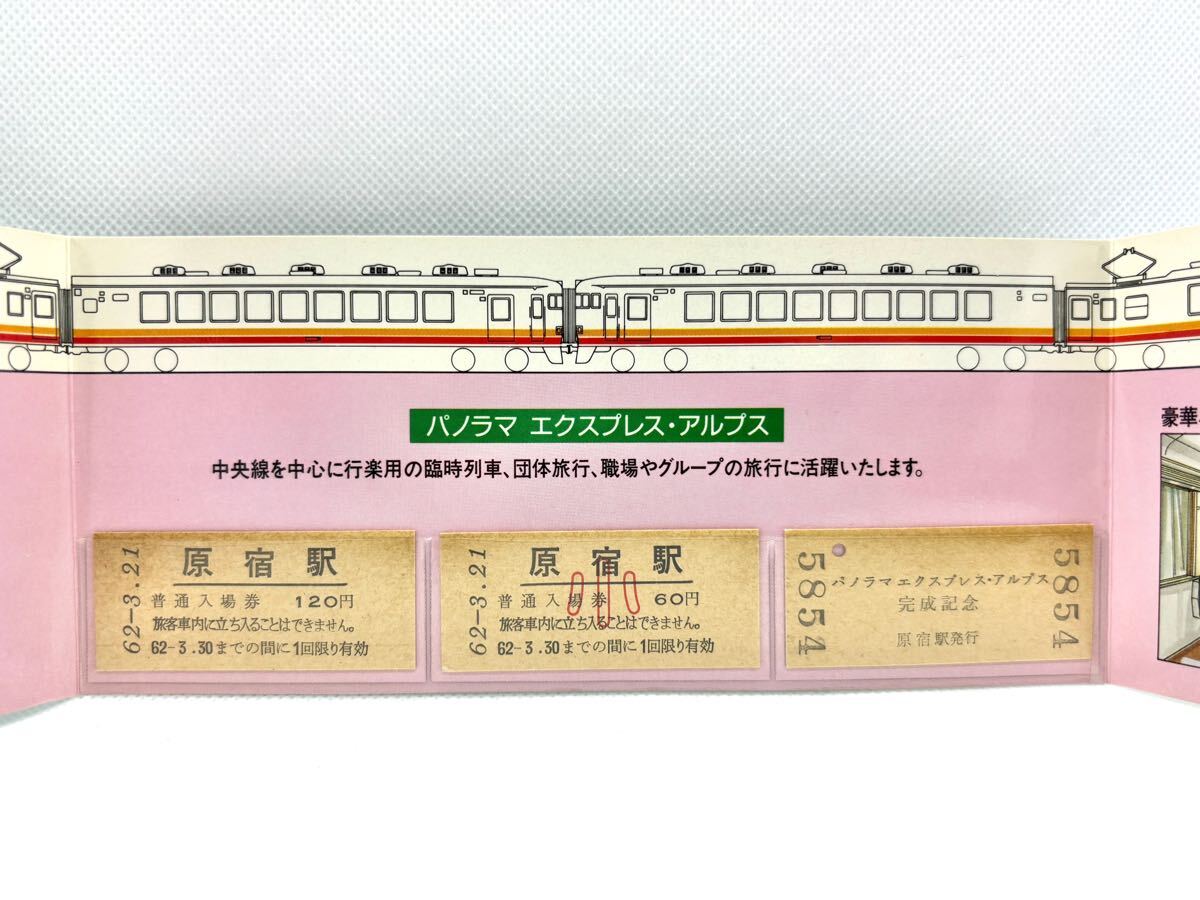 パノラマ エクスプレス・アルプス
中央線を中心に行楽用の臨時列車、団体旅行、職場やグループの旅行に活躍いたします。
豪華
62-3.21
原宿駅
普通入場券 120円
旅客車内に立ち入ることはできません。
62-3.30までの間に1回限り有効
62-3.21
原宿駅
小
普通入場券 60円
旅客車内に立ち入ることはできません。
62-3.30までの間に1回限り有効
5854
パノラマエクスプレス・アルプス
完成記念
原宿駅発行
5854